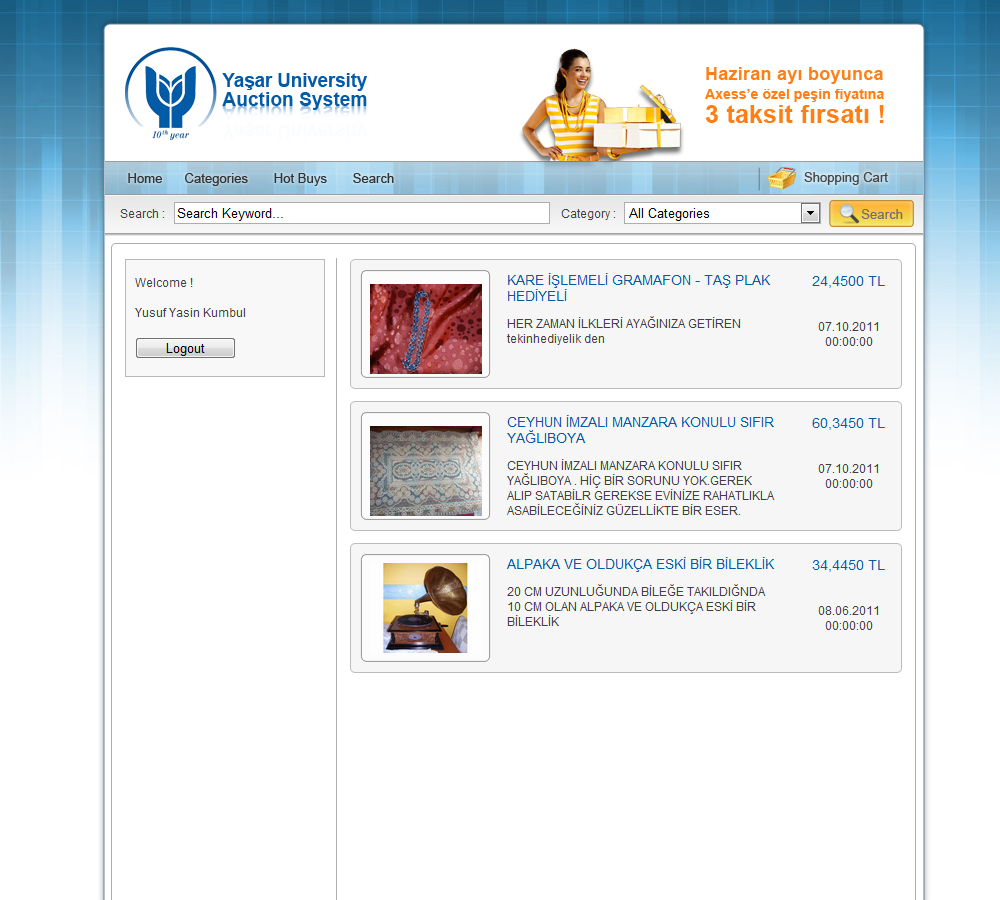 Yaşar University
Auction System
10th year
Haziran ayı boyunca
Axess'e özel peşin fiyatına
3 taksit fırsatı !
Home Categories Hot Buys Search Shopping Cart
Search : Search Keyword... Category : All Categories Search
Welcome !
Yusuf Yasin Kumbul
Logout
KARE İŞLEMELİ GRAMAFON - TAŞ PLAK
HEDİYELİ
24,4500 TL
HER ZAMAN İLKLERİ AYAĞINIZA GETİREN
tekinhediyelik den
07.10.2011
00:00:00
CEYHUN İMZALI MANZARA KONULU SIFIR
YAĞLIBOYA
60,3450 TL
CEYHUN İMZALI MANZARA KONULU SIFIR
YAĞLIBOYA . HİÇ BİR SORUNU YOK.GEREK
ALIP SATABİLR GEREKSE EVİNİZE RAHATLIKLA
ASABİLECEĞİNİZ GÜZELLİKTE BİR ESER.
07.10.2011
00:00:00
ALPAKA VE OLDUKÇA ESKİ BİR BİLEKLİK
34,4450 TL
20 CM UZUNLUĞUNDA BİLEĞE TAKILDIĞNDA
10 CM OLAN ALPAKA VE OLDUKÇA ESKİ BİR
BİLEKLİK
08.06.2011
00:00:00